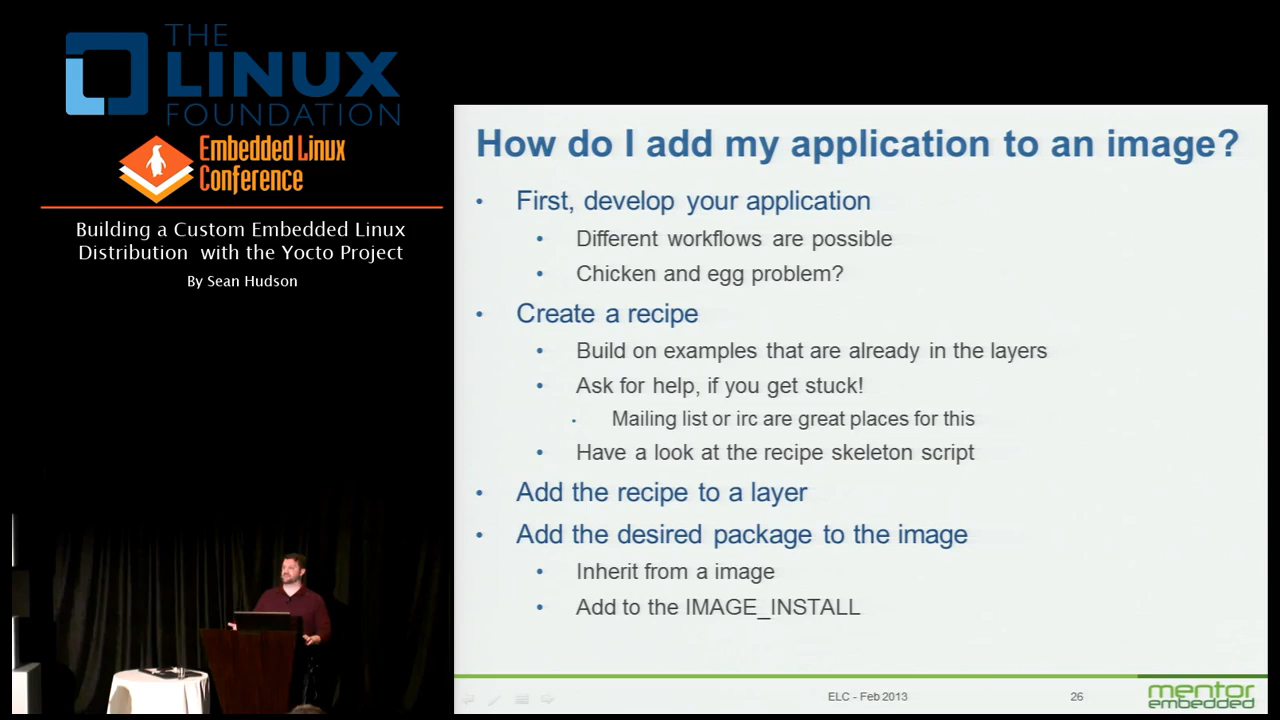 THE
LINUX
FOUNDATION
Embedded Linux
Conference
Building a Custom Embedded Linux
Distribution with the Yocto Project
By Sean Hudson
How do I add my application to an image?
• First, develop your application
• Different workflows are possible
• Chicken and egg problem?
• Create a recipe
• Build on examples that are already in the layers
• Ask for help, if you get stuck!
• Mailing list or irc are great places for this
• Have a look at the recipe skeleton script
• Add the recipe to a layer
• Add the desired package to the image
• Inherit from a image
• Add to the IMAGE_INSTALL
ELC - Feb 2013
26
mentor
embedded